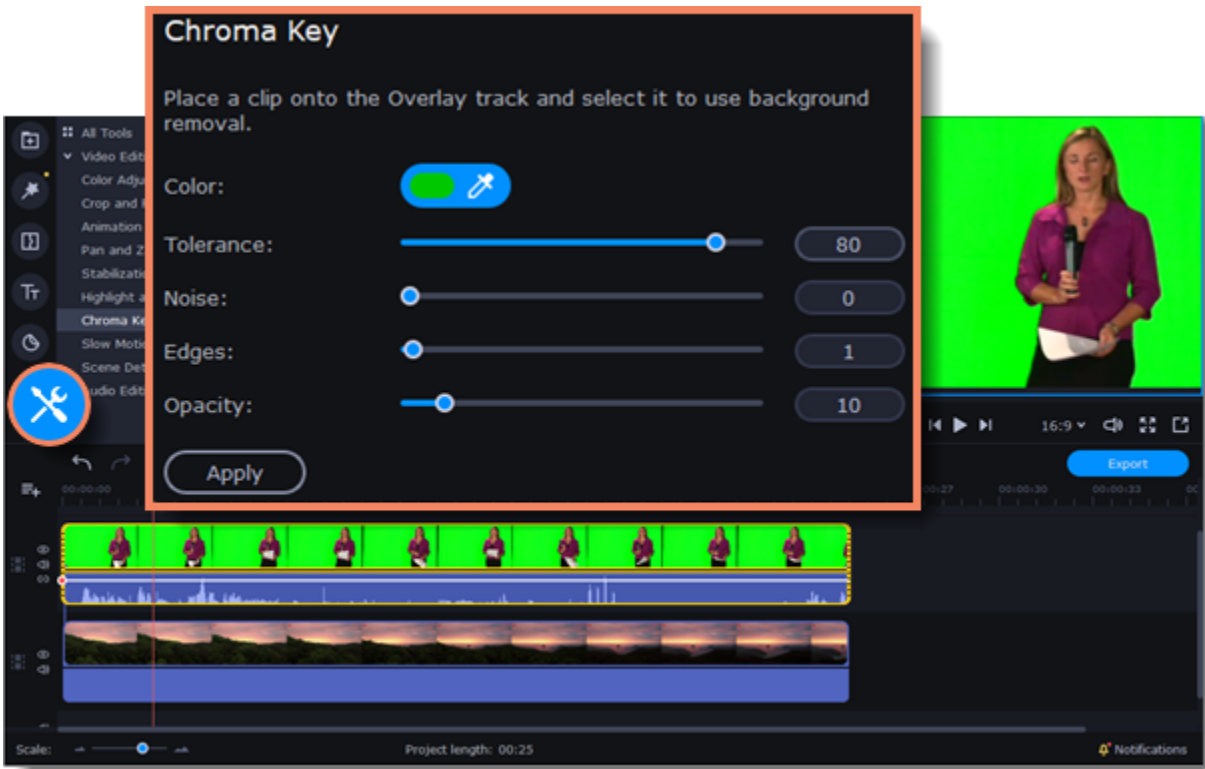 Chroma Key
Place a clip onto the Overlay track and select it to use background
removal.
Color:
Tolerance:
80
Noise:
0
Edges:
1
Opacity:
10
Apply
All Tools
Video Edit
Color Adju
Crop and
Animation
Pan and Z
Stabilizati
Highlight a
Chroma Ke
Slow Motio
Scene Det
udio Edit
16:9
Export
00:00:00
00:27
00:00:30
00:00:33
00
Scale:
Project length: 00:25
Notifications